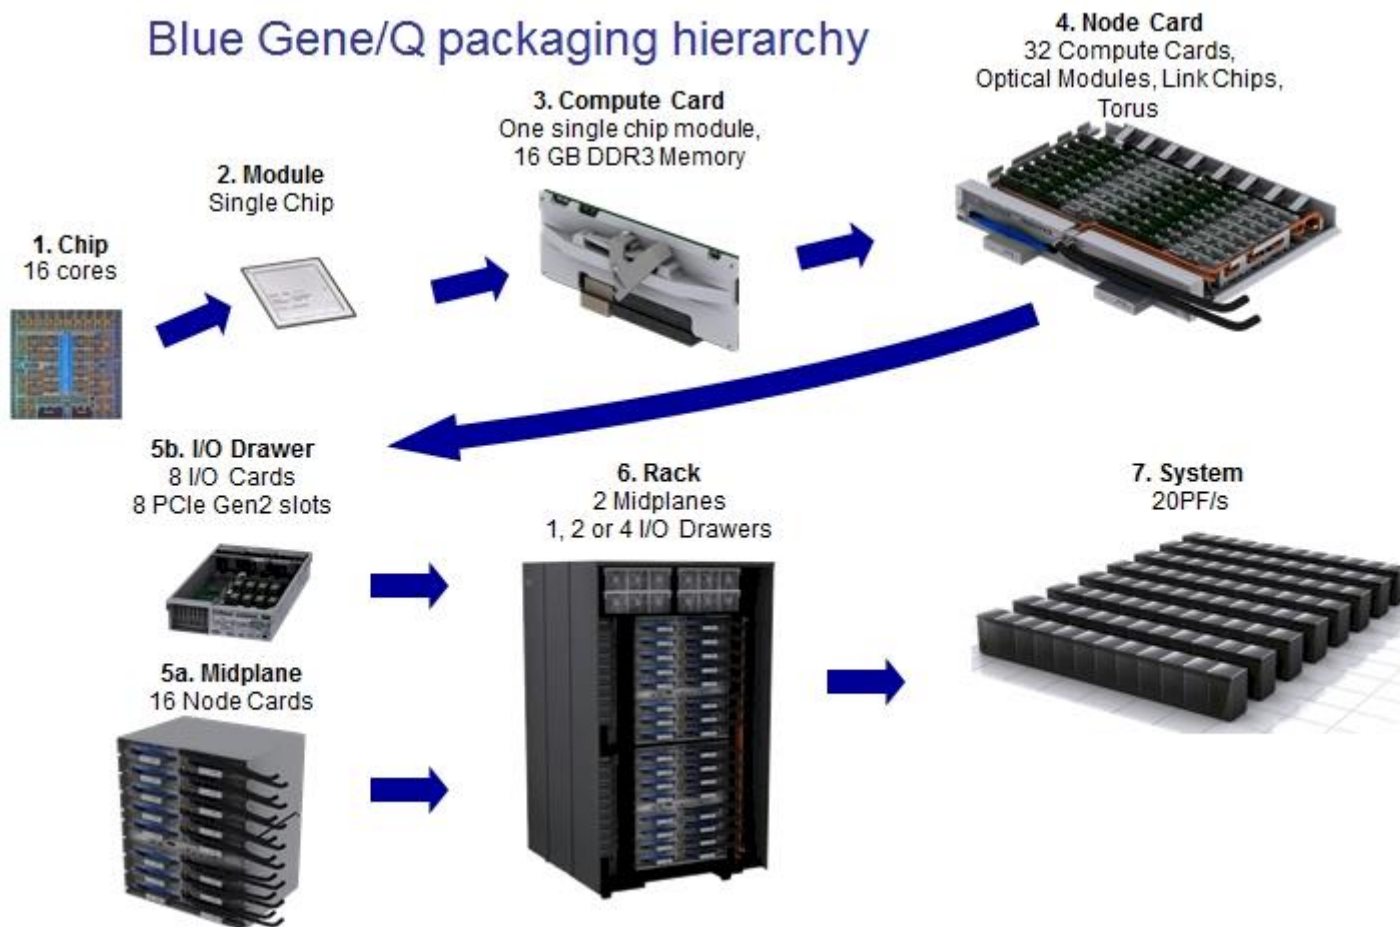 Blue Gene/Q packaging hierarchy
1. Chip
16 cores
2. Module
Single Chip
3. Compute Card
One single chip module,
16 GB DDR3 Memory
4. Node Card
32 Compute Cards,
Optical Modules, Link Chips,
Torus
5b. I/O Drawer
8 I/O Cards
8 PCIe Gen2 slots
5a. Midplane
16 Node Cards
6. Rack
2 Midplanes
1, 2 or 4 I/O Drawers
7. System
20PF/s